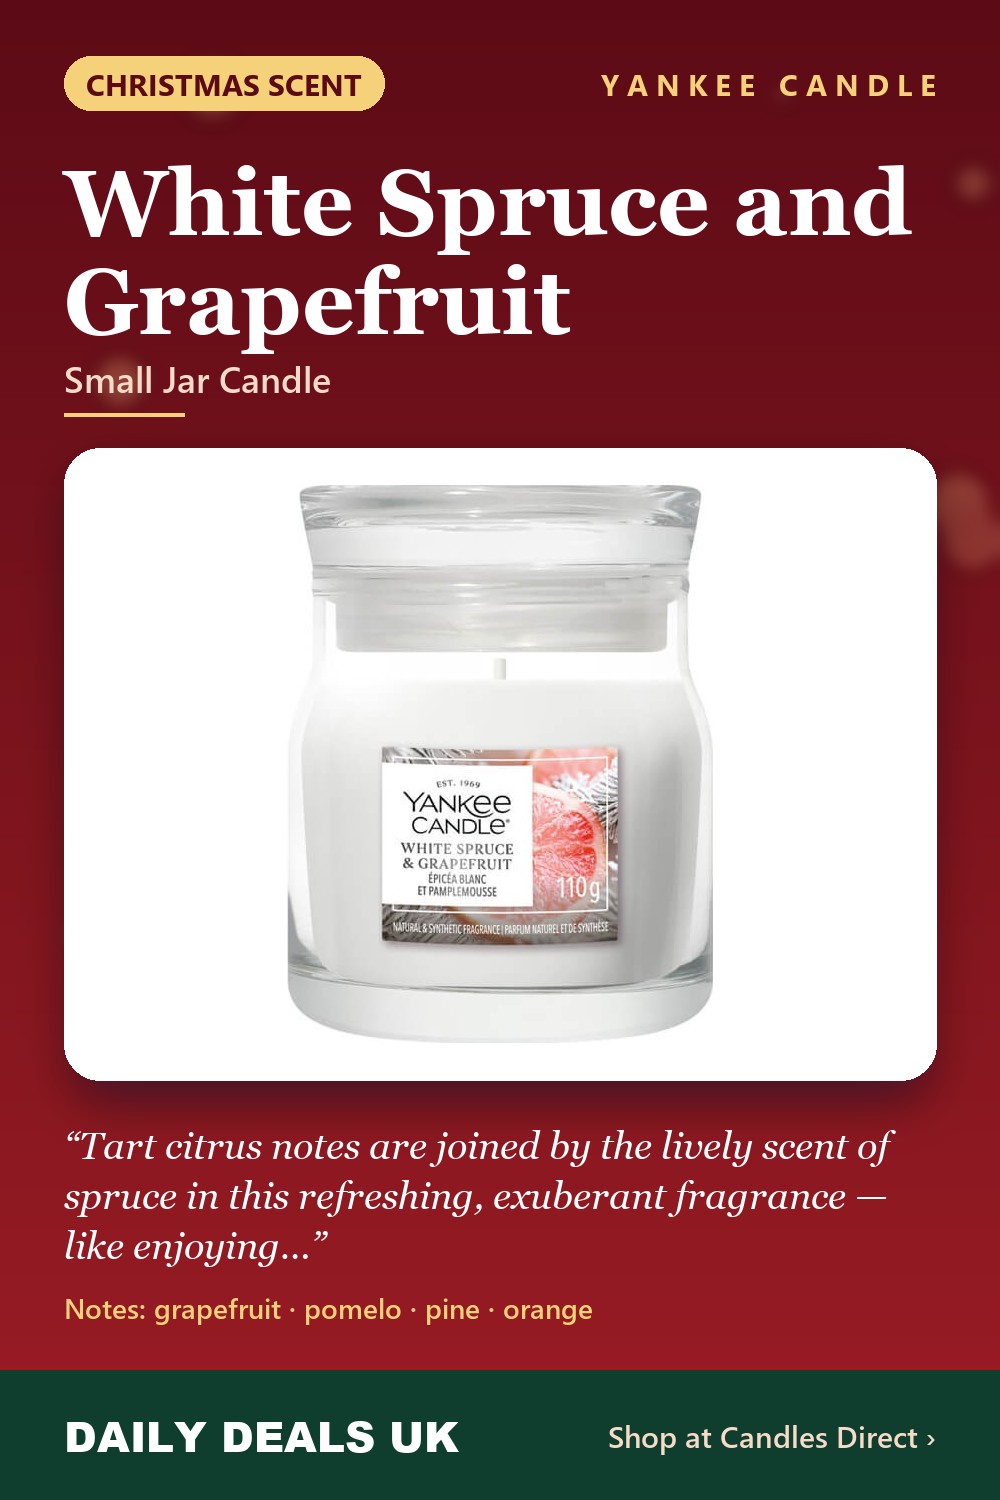 CHRISTMAS SCENT
YANKEE CANDLE
White Spruce and
Grapefruit
Small Jar Candle
EST. 1969
YANKEE
CANDLE®
WHITE SPRUCE
& GRAPEFRUIT
ÉPICÉA BLANC
ET PAMPLEMOUSSE
110g
NATURAL & SYNTHETIC FRAGRANCE | PARFUM NATUREL ET DE SYNTHÈSE
“Tart citrus notes are joined by the lively scent of
spruce in this refreshing, exuberant fragrance —
like enjoying...”
Notes: grapefruit · pomelo · pine · orange
DAILY DEALS UK
Shop at Candles Direct ›